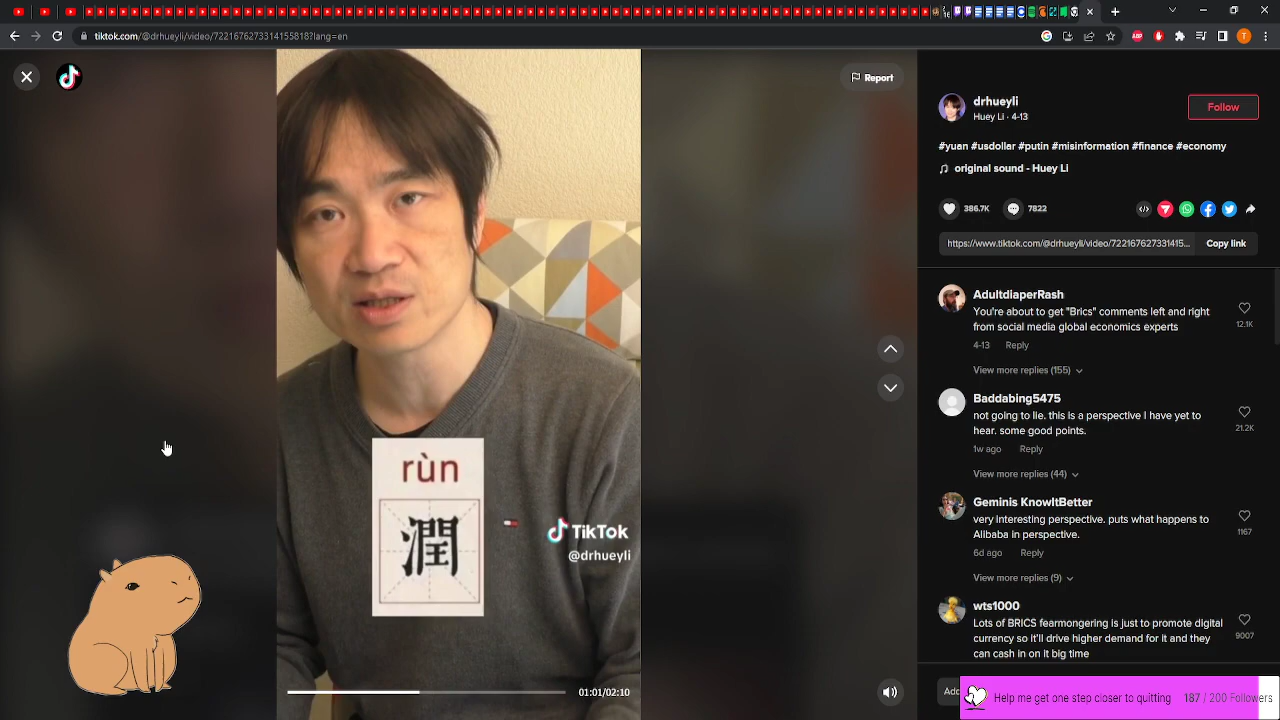 tiktok.com/@drhueyli/video/7221676273314155818?lang=en
Report
drhueyli
Huey Li · 4-13
Follow
#yuan #usdollar #putin #misinformation #finance #economy
original sound - Huey Li
386.7K
7822
https://www.tiktok.com/@drhueyli/video/722167627331415...
Copy link
AdultdiaperRash
You're about to get "Brics" comments left and right
from social media global economics experts
12.1K
4-13 Reply
View more replies (155)
Baddabing5475
not going to lie. this is a perspective I have yet to
hear. some good points.
21.2K
1w ago Reply
View more replies (44)
Geminis KnowItBetter
very interesting perspective. puts what happens to
Alibaba in perspective.
1167
6d ago Reply
View more replies (9)
wts1000
Lots of BRICS fearmongering is just to promote digital
currency so it'll drive higher demand for it and they
can cash in on it big time
9007
Add
Help me get one step closer to quitting 187 / 200 Followers
rùn
潤
TikTok
@drhueyli
01:01/02:10